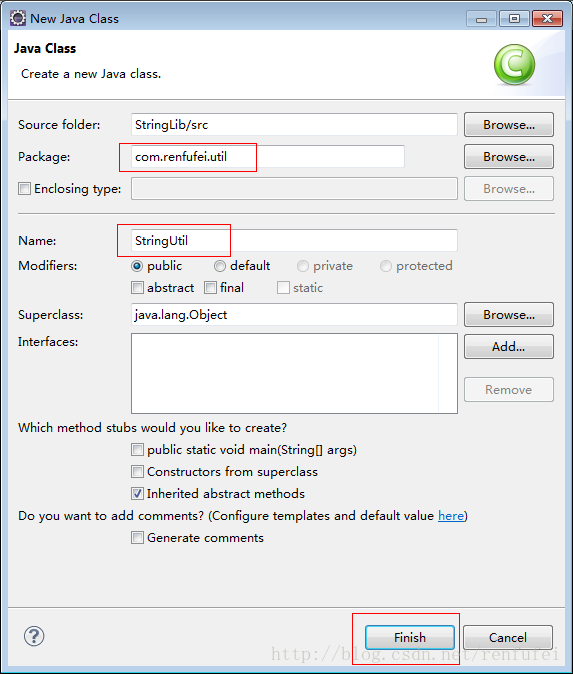 New Java Class
Java Class
Create a new Java class.
C
Source folder: StringLib/src Browse...
Package: com.renfufei.util Browse...
Enclosing type: Browse...
Name: StringUtil
Modifiers: public default private protected
abstract final static
Superclass: java.lang.Object Browse...
Interfaces: Add...
Remove
Which method stubs would you like to create?
public static void main(String[] args)
Constructors from superclass
Inherited abstract methods
Do you want to add comments? (Configure templates and default value here)
Generate comments
? Finish Cancel
http://blog.csdn.net/renfufei